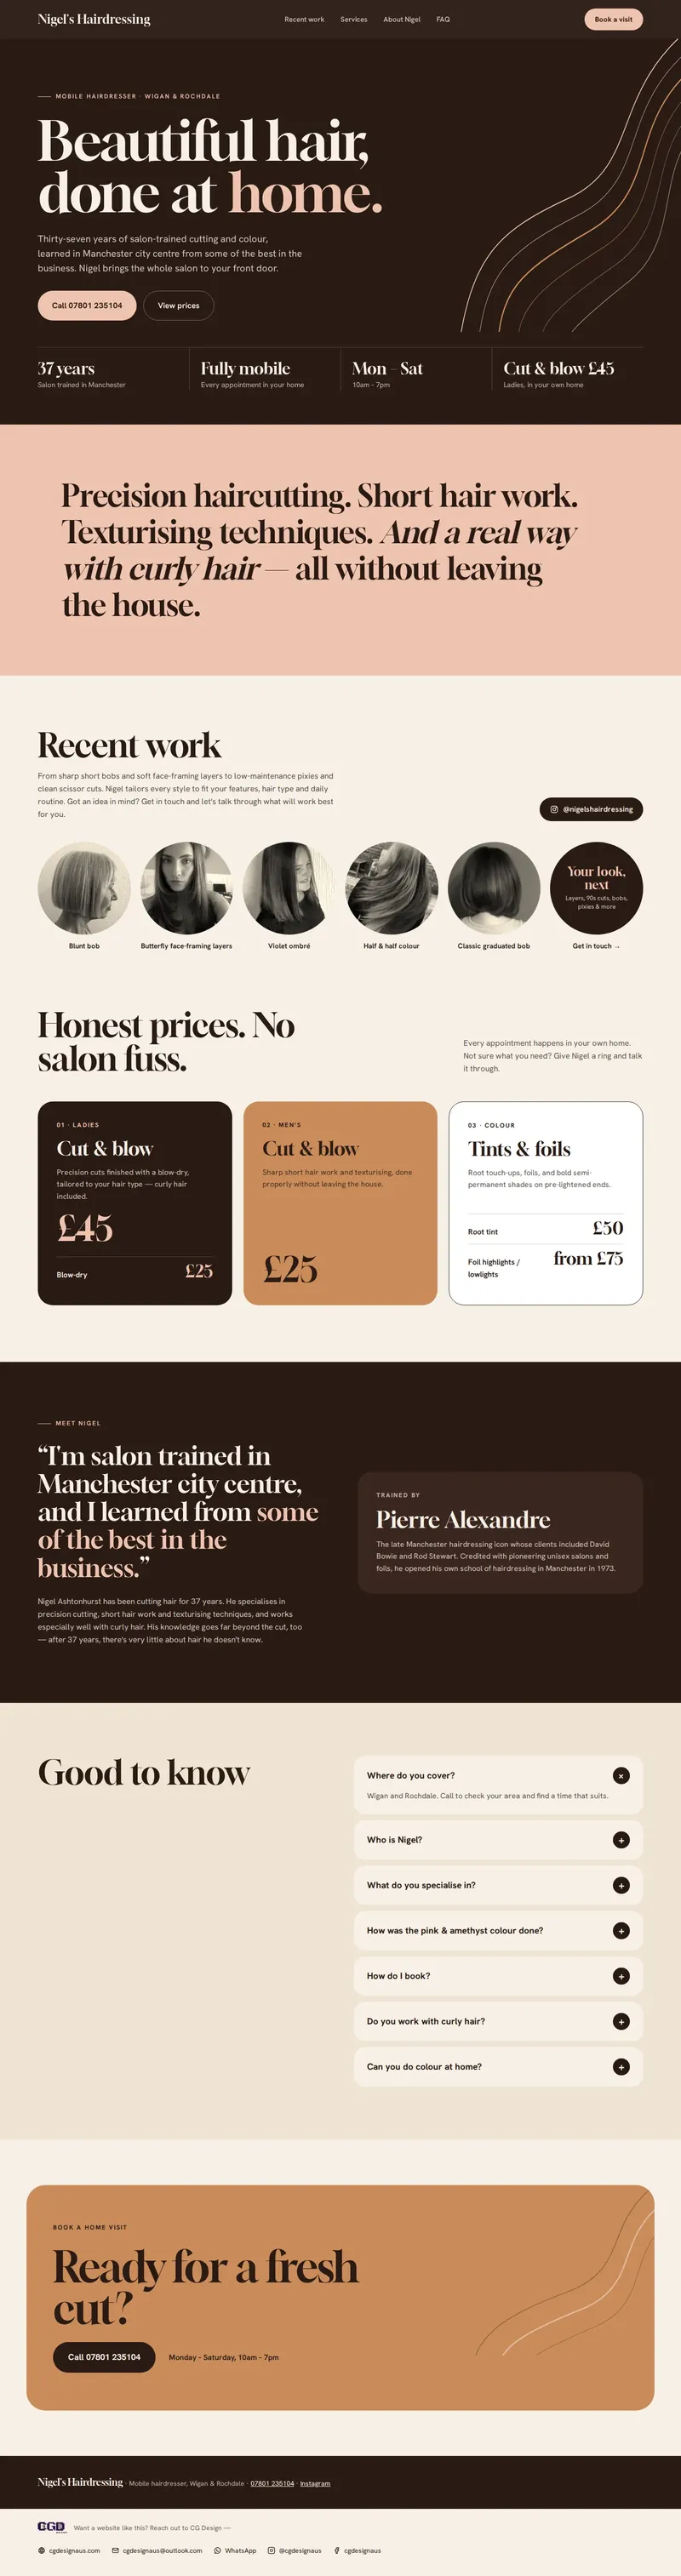 Nigel's Hairdressing
Recent work
Services
About Nigel
FAQ
Book a visit
MOBILE HAIRDRESSER · WIGAN & ROCHDALE
Beautiful hair,
done at home.
Thirty-seven years of salon-trained cutting and colour,
learned in Manchester city centre from some of the best in the
business. Nigel brings the whole salon to your front door.
Call 07801 235104
View prices
37 years
Salon trained in Manchester
Fully mobile
Every appointment in your home
Mon – Sat
10am – 7pm
Cut & blow £45
Ladies, in your own home
Precision haircutting. Short hair work.
Texturising techniques. And a real way
with curly hair — all without leaving
the house.
Recent work
From sharp short bobs and soft face-framing layers to low-maintenance pixies and
clean scissor cuts. Nigel tailors every style to fit your features, hair type and daily
routine. Got an idea in mind? Get in touch and let's talk through what will work best
for you.
@nigelshairdressing
Your look,
next
Layers, 90s cuts, bobs,
pixies & more
Blunt bob
Butterfly face-framing layers
Violet ombré
Half & half colour
Classic graduated bob
Get in touch →
Honest prices. No
salon fuss.
Every appointment happens in your own home.
Not sure what you need? Give Nigel a ring and talk
it through.
01 · LADIES
Cut & blow
Precision cuts finished with a blow-dry,
tailored to your hair type — curly hair
included.
£45
Blow-dry
£25
02 · MEN'S
Cut & blow
Sharp short hair work and texturising, done
properly without leaving the house.
£25
03 · COLOUR
Tints & foils
Root touch-ups, foils, and bold semi-
permanent shades on pre-lightened ends.
Root tint
£50
Foil highlights /
lowlights
from £75
MEET NIGEL
“I'm salon trained in
Manchester city centre,
and I learned from some
of the best in the
business.”
Nigel Ashtonhurst has been cutting hair for 37 years. He specialises in
precision cutting, short hair work and texturising techniques, and works
especially well with curly hair. His knowledge goes far beyond the cut, too
— after 37 years, there's very little about hair he doesn't know.
TRAINED BY
Pierre Alexandre
The late Manchester hairdressing icon whose clients included David
Bowie and Rod Stewart. Credited with pioneering unisex salons and
foils, he opened his own school of hairdressing in Manchester in 1973.
Good to know
Where do you cover?
Wigan and Rochdale. Call to check your area and find a time that suits.
Who is Nigel?
What do you specialise in?
How was the pink & amethyst colour done?
How do I book?
Do you work with curly hair?
Can you do colour at home?
BOOK A HOME VISIT
Ready for a fresh
cut?
Call 07801 235104
Monday – Saturday, 10am – 7pm
Nigel's Hairdressing · Mobile hairdresser, Wigan & Rochdale · 07801 235104 · Instagram
CGD
Want a website like this? Reach out to CG Design —
cgdesignaus.com
cgdesignaus@outlook.com
WhatsApp
@cgdesignaus
cgdesignaus